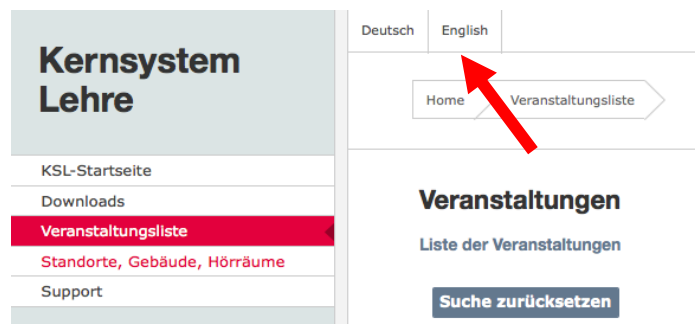 Kernsystem
Lehre
KSL-Startseite
Downloads
Veranstaltungsliste
Standorte, Gebäude, Hörräume
Support
Deutsch English
Home Veranstaltungsliste
Veranstaltungen
Liste der Veranstaltungen
Suche zurücksetzen